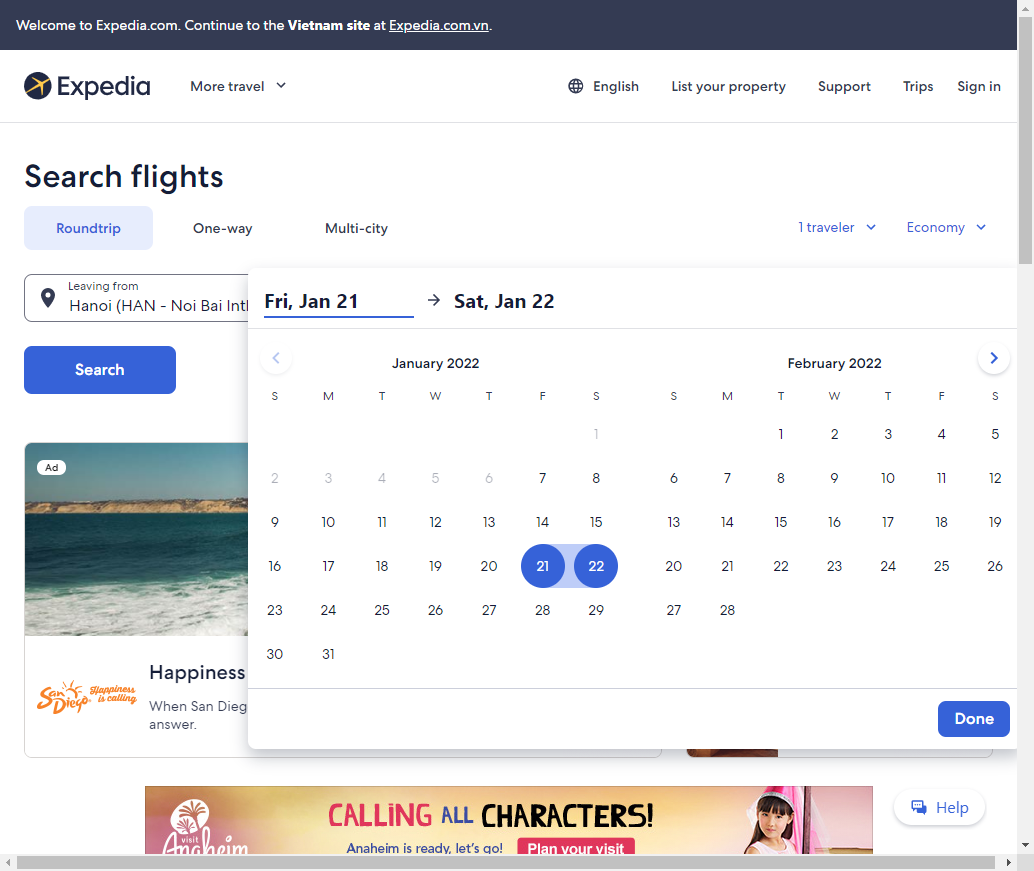 Welcome to Expedia.com. Continue to the Vietnam site at Expedia.com.vn.
Expedia
More travel
English
List your property
Support
Trips
Sign in
Search flights
Roundtrip
One-way
Multi-city
1 traveler
Economy
Leaving from
Hanoi (HAN - Noi Bai Intl
Fri, Jan 21
Sat, Jan 22
Search
January 2022
S M T W T F S
1
2 3 4 5 6 7 8
9 10 11 12 13 14 15
16 17 18 19 20 21 22
23 24 25 26 27 28 29
30 31
February 2022
S M T W T F S
1 2 3 4 5
6 7 8 9 10 11 12
13 14 15 16 17 18 19
20 21 22 23 24 25 26
27 28
Done
Ad
San Diego
Happiness is calling
Happiness
When San Dieg
answer.
visit
Anaheim
CALLING ALL CHARACTERS!
Anaheim is ready, let's go!
Plan your visit
Help